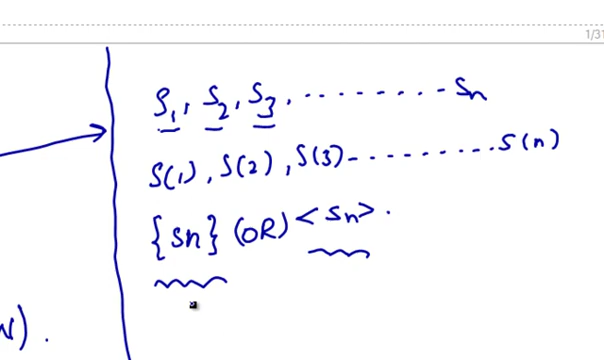 1/31
S₁, S₂, S₃, ........ Sn
S(1), S(2), S(3) ......... S(n)
{Sn} (OR) <Sn>.
).